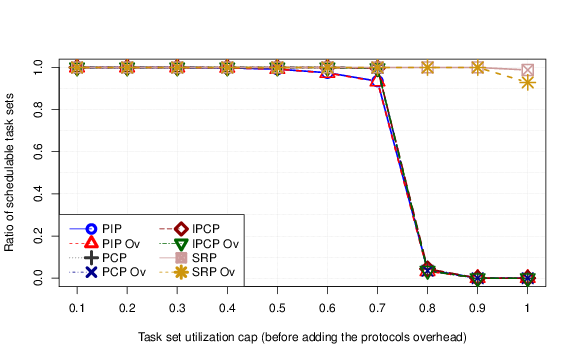 Ratio of schedulable task sets
1.0
0.8
0.6
0.4
0.2
0.0
PIP
PIP Ov
PCP
PCP Ov
IPCP
IPCP Ov
SRP
SRP Ov
0.1 0.2 0.3 0.4 0.5 0.6 0.7 0.8 0.9 1
Task set utilization cap (before adding the protocols overhead)